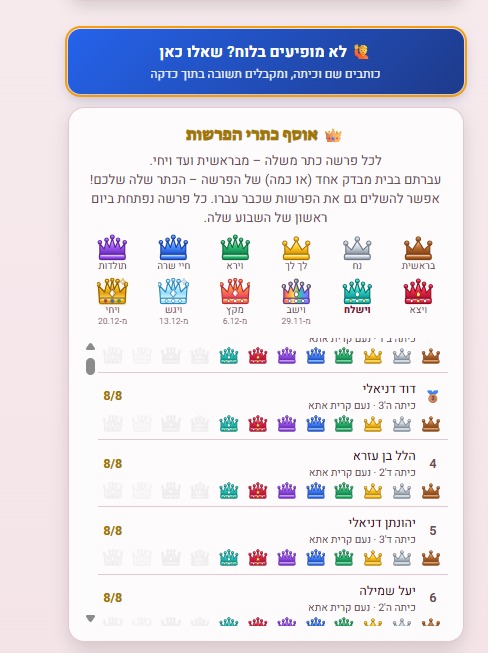 🙋 לא מופיעים בלוח? שאלו כאן
כותבים שם וכיתה, ומקבלים תשובה בתוך כדקה
👑 אוסף כתרי הפרשות
לכל פרשה כתר משלה – מבראשית ועד ויחי.
עברתם בבית מבדק אחד (או כמה) של הפרשה – הכתר שלה שלכם!
אפשר להשלים גם את הפרשות שכבר עברו. כל פרשה נפתחת ביום
ראשון של השבוע שלה.
בראשית נח לך לך וירא חיי שרה תולדות
ויצא וישלח וישב מקץ ויגש ויחי
מ-29.11 מ-6.12 מ-13.12 מ-20.12
🥉 דוד דניאלי 8/8
כיתה ה'3 · נעם קרית אתא
4 הלל בן עזרא 8/8
כיתה ד'2 · נעם קרית אתא
5 יהונתן דניאלי 8/8
כיתה ד'3 · נעם קרית אתא
6 יעל שמילה 8/8
כיתה ד'2 · נעם קרית אתא